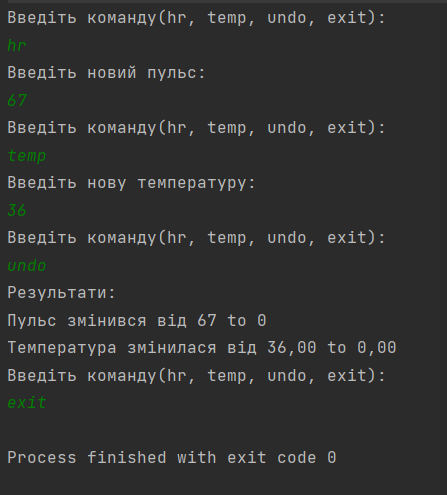 Введіть команду(hr, temp, undo, exit):
hr
Введіть новий пульс:
67
Введіть команду(hr, temp, undo, exit):
temp
Введіть нову температуру:
36
Введіть команду(hr, temp, undo, exit):
undo
Результати:
Пульс змінився від 67 to 0
Температура змінилася від 36,00 to 0,00
Введіть команду(hr, temp, undo, exit):
exit
Process finished with exit code 0